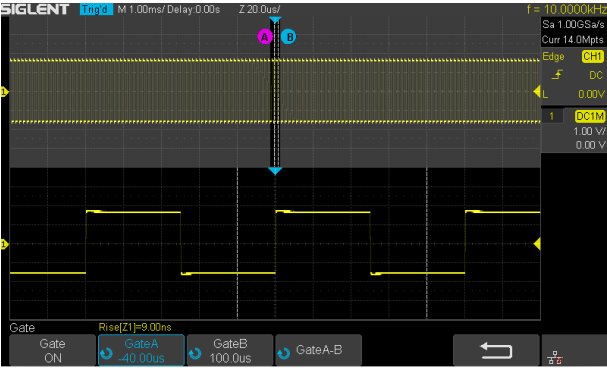 SIGLENT Trig'd M 1.00ms/ Delay:0.00s Z 20.0us/ f = 10.0000kHz
Sa 1.00GSa/s
Curr 14.0Mpts
A B
Edge CH1
DC
L 0.00V
1
1 DC1M
1.00 V/
0.00 V
1
Gate Rise[Z1]=9.00ns
Gate GateA GateB GateA-B
ON -40.00us 100.0us